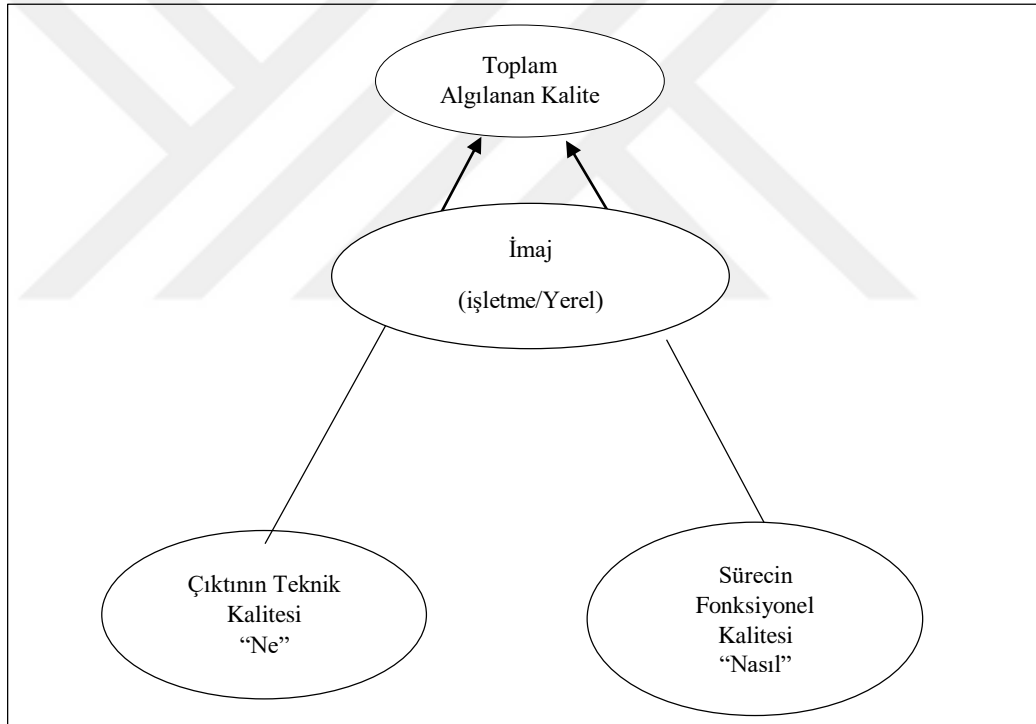 Toplam
Algılanan Kalite
İmaj
(işletme/Yerel)
Çıktının Teknik
Kalitesi
“Ne”
Sürecin
Fonksiyonel
Kalitesi
“Nasıl”